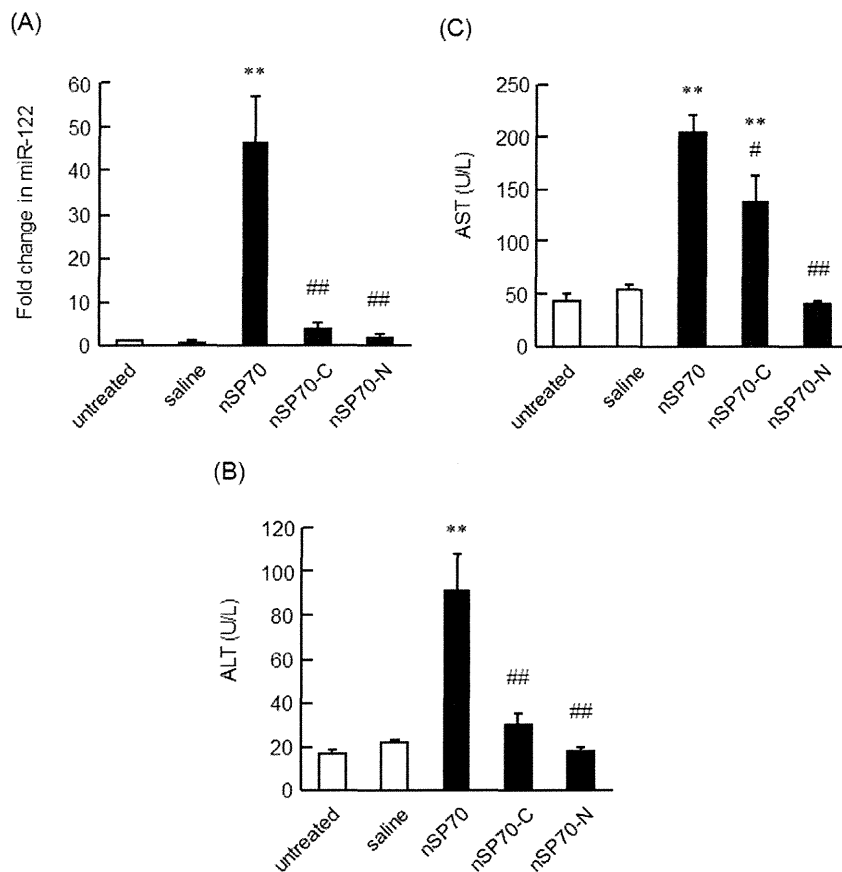 (A)
Fold change in miR-122
60
50
40
30
20
10
0
**
##
##
untreated
saline
nSP70
nSP70-C
nSP70-N
(C)
AST (U/L)
250
200
150
100
50
0
**
**
#
##
untreated
saline
nSP70
nSP70-C
nSP70-N
(B)
ALT (U/L)
120
100
80
60
40
20
0
**
##
##
untreated
saline
nSP70
nSP70-C
nSP70-N